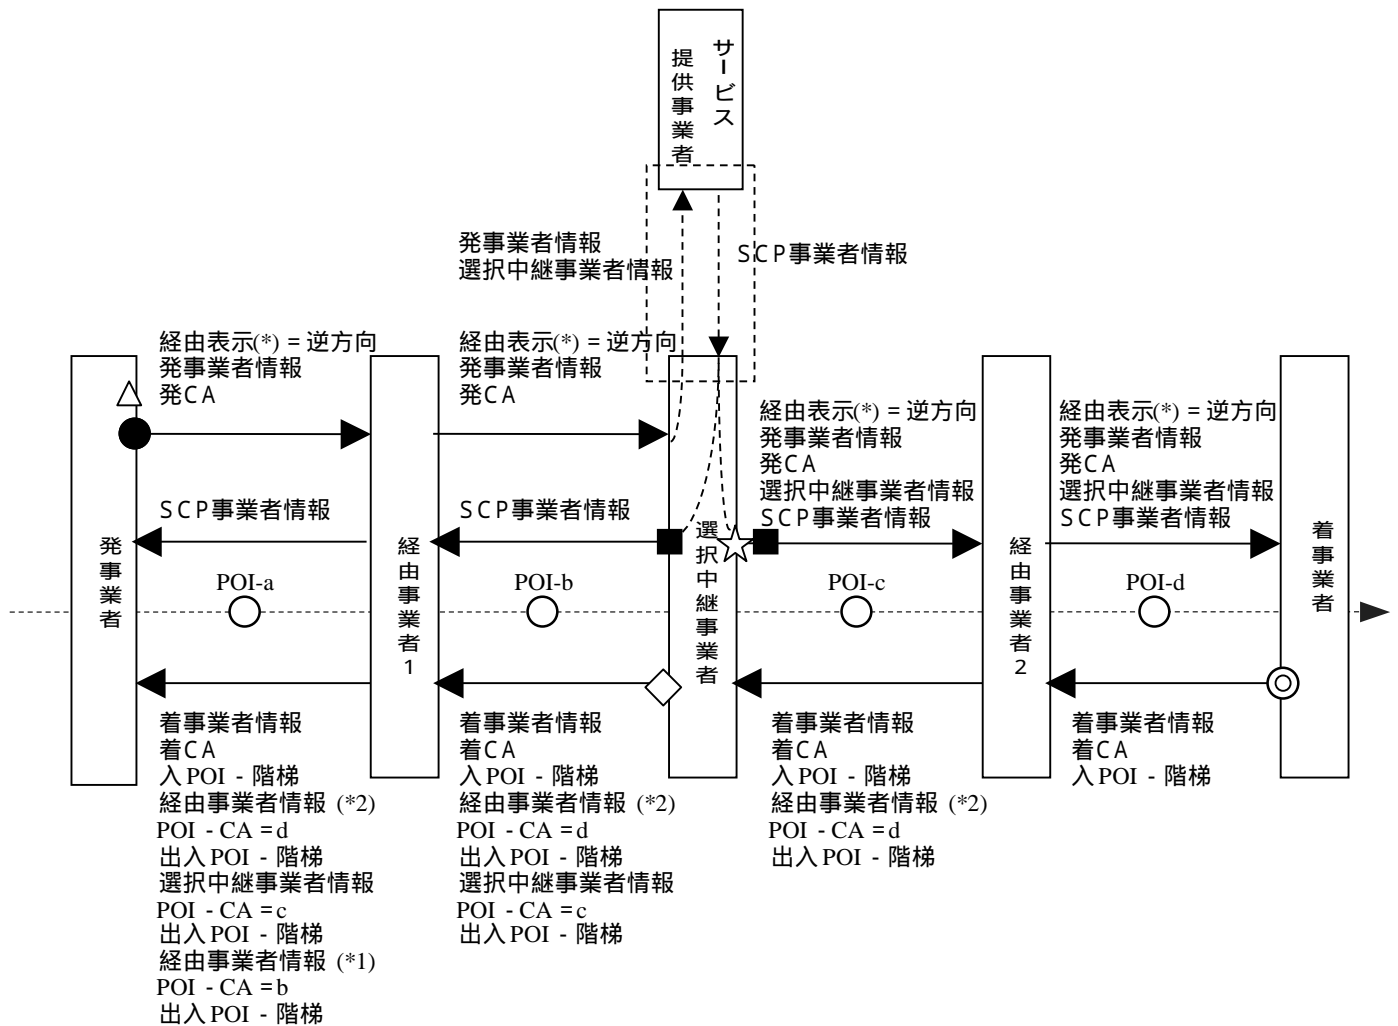 サービス
提供事業者
発事業者情報
選択中継事業者情報
SCP事業者情報
経由表示(*) = 逆方向
発事業者情報
発CA
経由表示(*) = 逆方向
発事業者情報
発CA
経由表示(*) = 逆方向
発事業者情報
発CA
選択中継事業者情報
SCP事業者情報
経由表示(*) = 逆方向
発事業者情報
発CA
選択中継事業者情報
SCP事業者情報
SCP事業者情報
SCP事業者情報
発事業者
経由事業者1
選択中継事業者
経由事業者2
着事業者
POI-a
POI-b
POI-c
POI-d
着事業者情報
着CA
入POI - 階梯
経由事業者情報 (*2)
POI - CA = d
出入POI - 階梯
選択中継事業者情報
POI - CA = c
出入POI - 階梯
経由事業者情報 (*1)
POI - CA = b
出入POI - 階梯
着事業者情報
着CA
入POI - 階梯
経由事業者情報 (*2)
POI - CA = d
出入POI - 階梯
選択中継事業者情報
POI - CA = c
出入POI - 階梯
着事業者情報
着CA
入POI - 階梯
経由事業者情報 (*2)
POI - CA = d
出入POI - 階梯
着事業者情報
着CA
入POI - 階梯